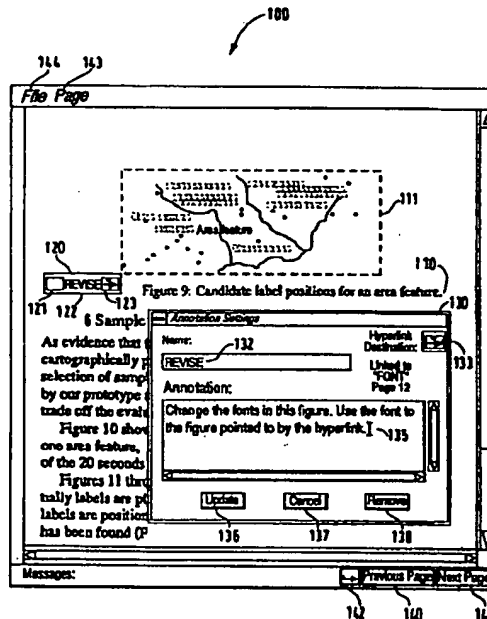 100
144 143
File Page
111
Area feature
120
REVISE
121 122 123
Figure 9: Candidate label positions for an area feature.
110
130
6 Sample
Annotation Settings
Name:
Hyperlink
Destination:
REVISE
132
133
Linked to
"FONT"
Page 12
Annotation:
Change the fonts in this figure. Use the font to
the figure pointed to by the hyperlink.
135
As evidence that
cartographically p
selection of samp
by our prototype
trade off the evalu
Figure 10 show
one area feature,
of the 20 seconds
Figures 11 thro
tually labels are pl
labels are position
has been found (P
Update Cancel Remove
136 137 138
Messages:
Previous Page Next Page
142 140 14